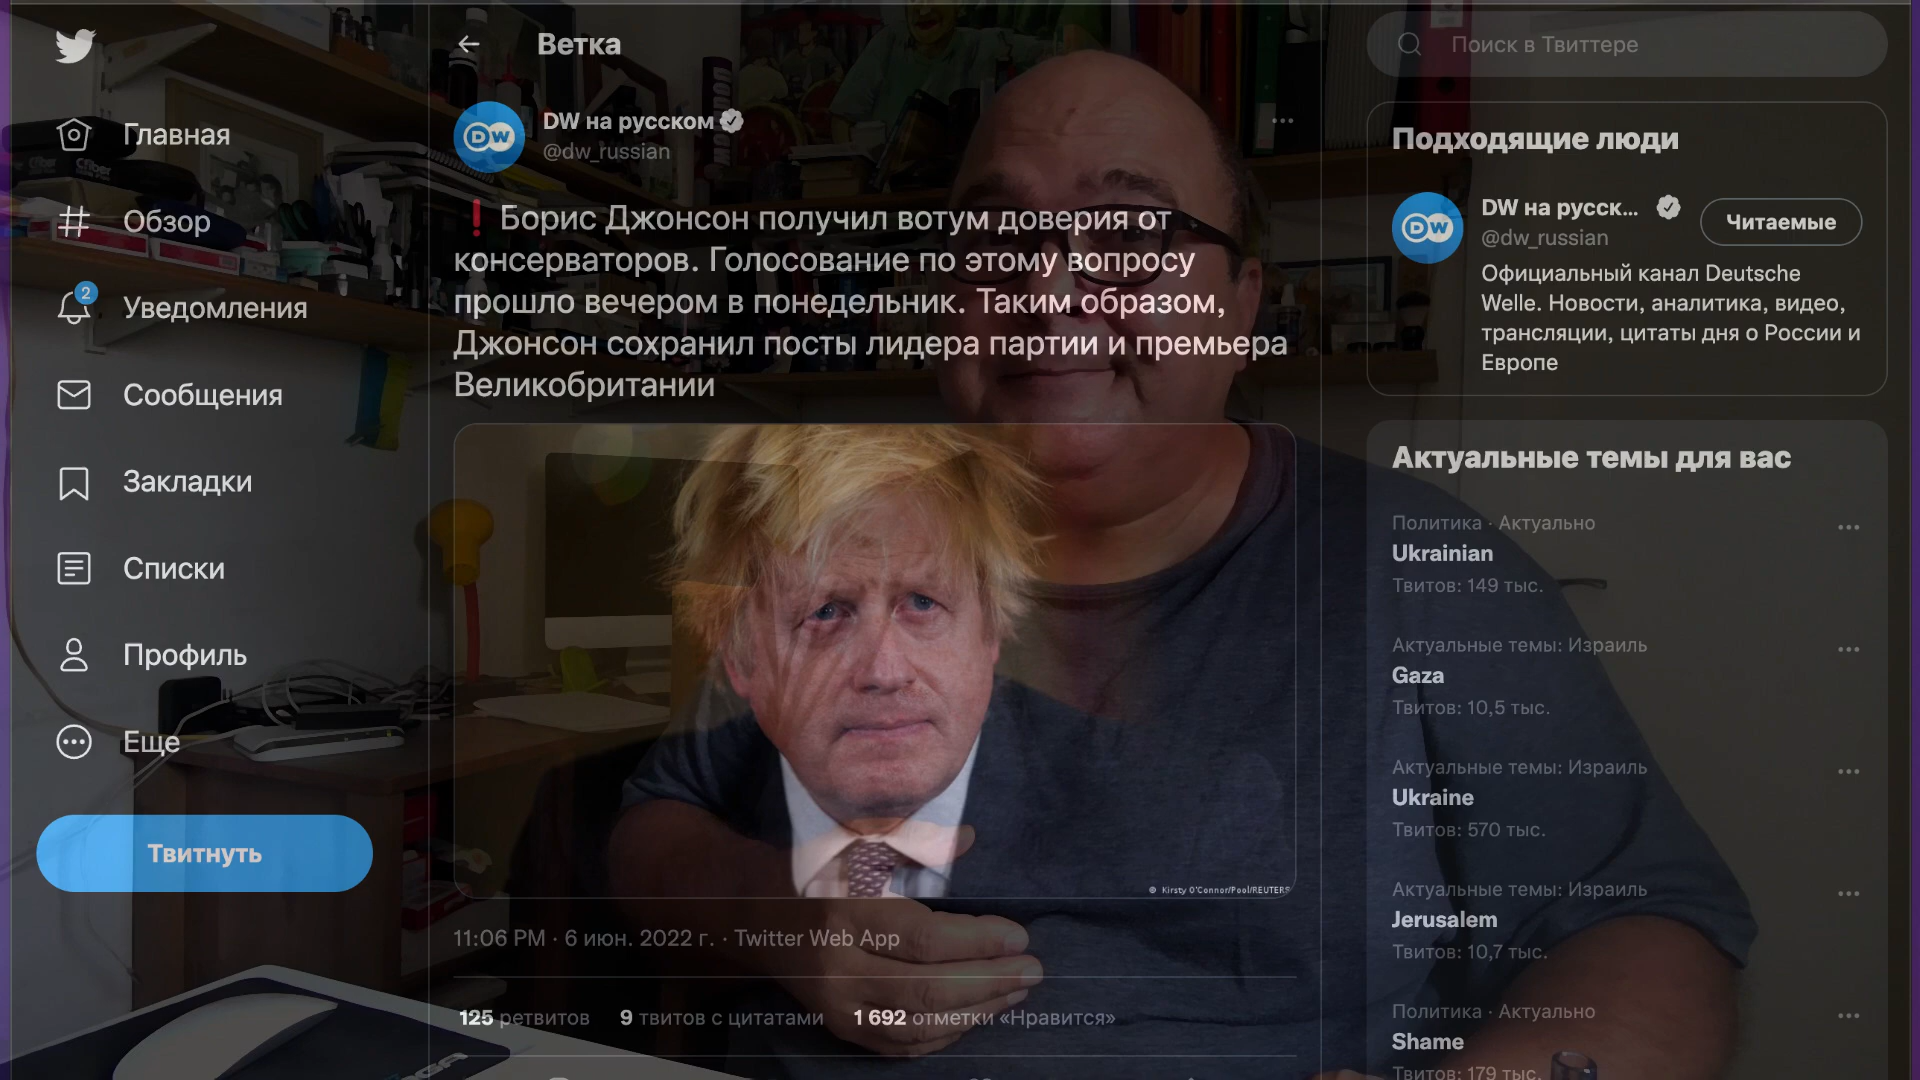 Главная
Обзор
2
Уведомления
Сообщения
Закладки
Списки
Профиль
Еще
Твитнуть
Ветка
DW на русском
@dw_russian
❗ Борис Джонсон получил вотум доверия от
консерваторов. Голосование по этому вопросу
прошло вечером в понедельник. Таким образом,
Джонсон сохранил посты лидера партии и премьера
Великобритании
© Kirsty O'Connor/Pool/REUTERS
11:06 PM · 6 июн. 2022 г. · Twitter Web App
125 ретвитов 9 твитов с цитатами 1 692 отметки «Нравится»
Поиск в Твиттере
Подходящие люди
DW
DW на русск...
@dw_russian
Читаемые
Официальный канал Deutsche
Welle. Новости, аналитика, видео,
трансляции, цитаты дня о России и
Европе
Актуальные темы для вас
Политика · Актуально
Ukrainian
Твитов: 149 тыс.
Актуальные темы: Израиль
Gaza
Твитов: 10,5 тыс.
Актуальные темы: Израиль
Ukraine
Твитов: 570 тыс.
Актуальные темы: Израиль
Jerusalem
Твитов: 10,7 тыс.
Политика · Актуально
Shame
Твитов: 179 тыс.